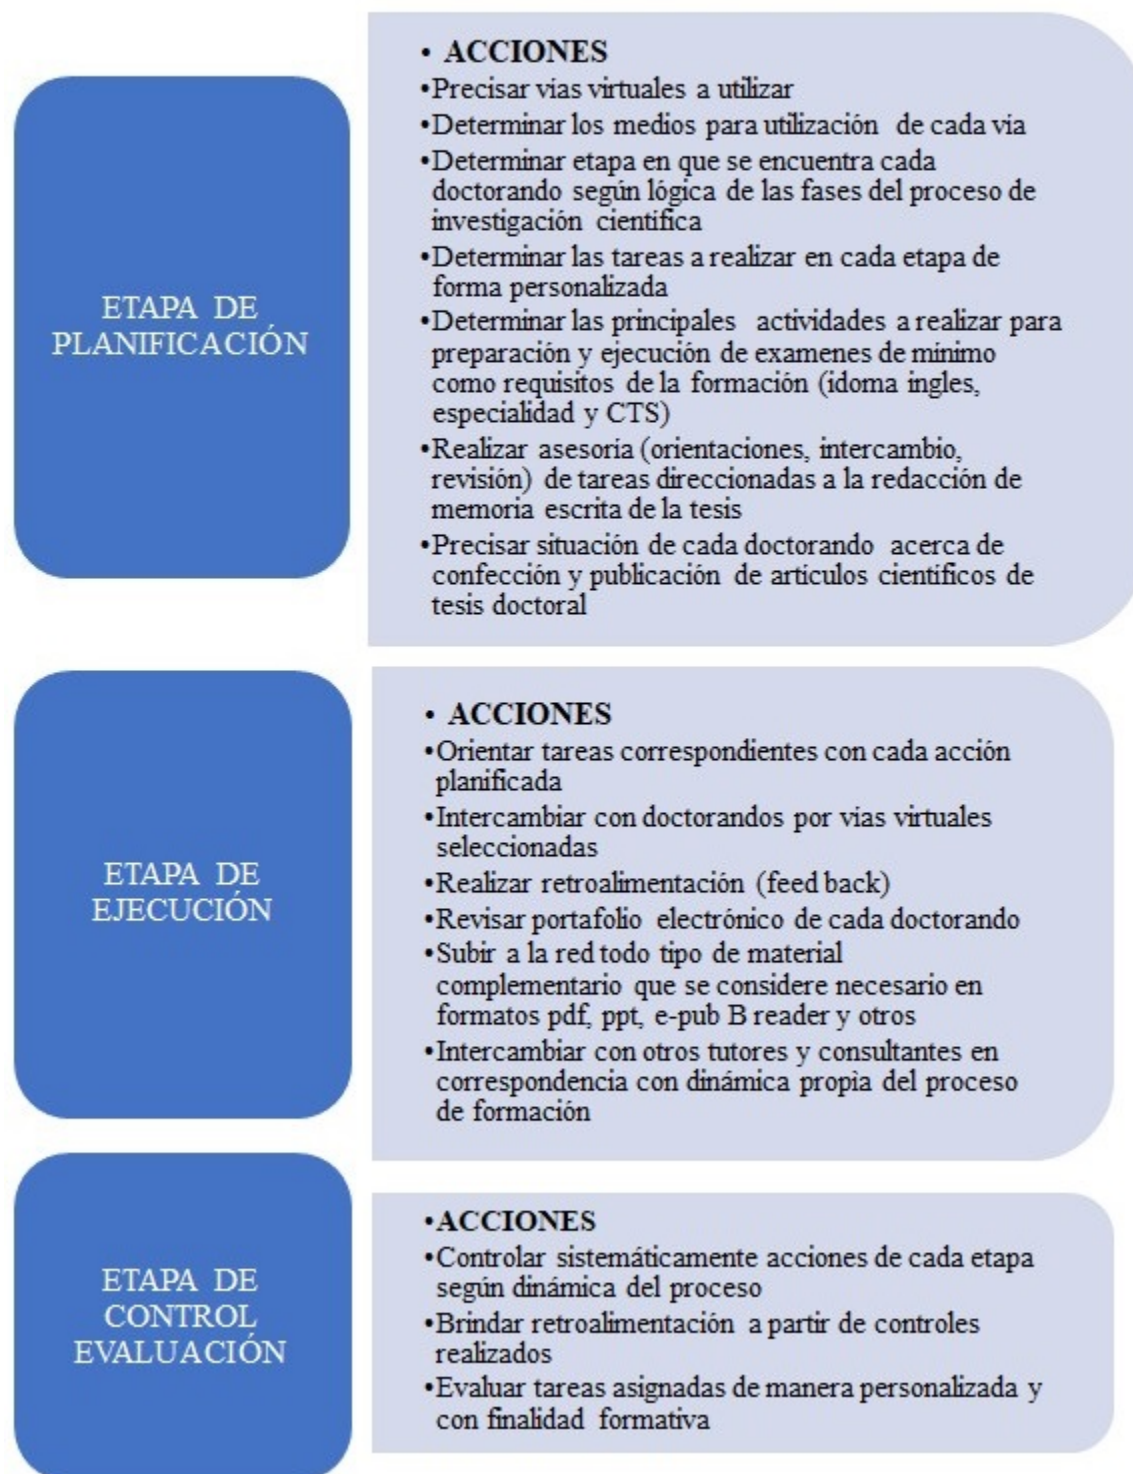 ETAPA DE
PLANIFICACIÓN
• ACCIONES
•Precisar vías virtuales a utilizar
•Determinar los medios para utilización de cada vía
•Determinar etapa en que se encuentra cada
doctorando según lógica de las fases del proceso de
investigación científica
•Determinar las tareas a realizar en cada etapa de
forma personalizada
•Determinar las principales actividades a realizar para
preparación y ejecución de examenes de mínimo
como requisitos de la formación (idoma ingles,
especialidad y CTS)
•Realizar asesoría (orientaciones, intercambio,
revisión) de tareas direccionadas a la redacción de
memoria escrita de la tesis
•Precisar situación de cada doctorando acerca de
confección y publicación de artículos científicos de
tesis doctoral
ETAPA DE
EJECUCIÓN
• ACCIONES
•Orientar tareas correspondientes con cada acción
planificada
•Intercambiar con doctorandos por vías virtuales
seleccionadas
•Realizar retroalimentación (feed back)
•Revisar portafolio electrónico de cada doctorando
•Subir a la red todo tipo de material
complementario que se considere necesario en
formatos pdf, ppt, e-pub B reader y otros
•Intercambiar con otros tutores y consultantes en
correspondencia con dinámica propìa del proceso
de formación
ETAPA DE
CONTROL
EVALUACIÓN
•ACCIONES
•Controlar sistemáticamente acciones de cada etapa
según dinámica del proceso
•Brindar retroalimentación a partir de controles
realizados
•Evaluar tareas asignadas de manera personalizada y
con finalidad formativa